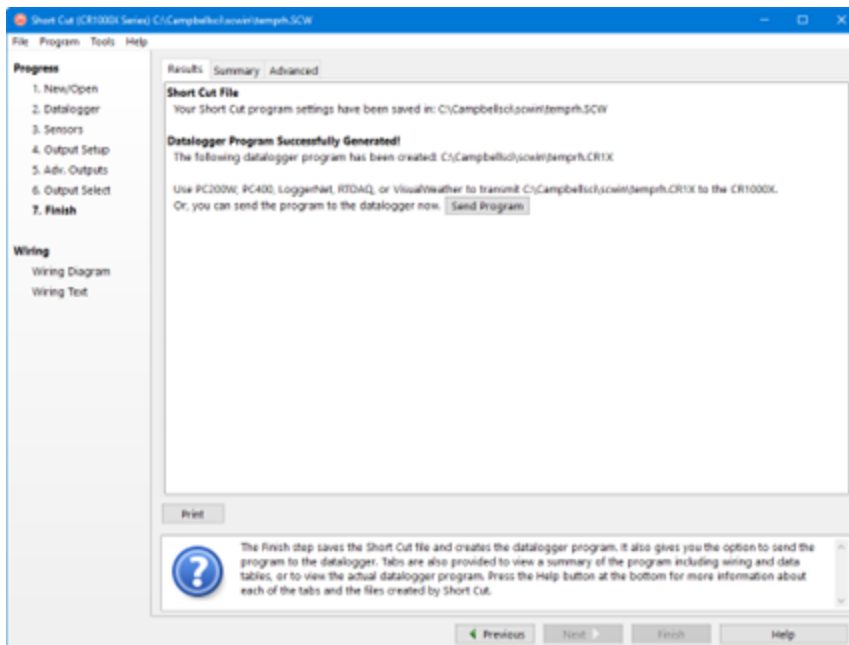 Short Cut (CR1000X Series) C:\Campbellsci\scwin\temprh.SCW
File Program Tools Help
Progress
1. New/Open
2. Datalogger
3. Sensors
4. Output Setup
5. Adv. Outputs
6. Output Select
7. Finish
Wiring
Wiring Diagram
Wiring Text
Results Summary Advanced
Short Cut File
Your Short Cut program settings have been saved in: C:\Campbellsci\scwin\temprh.SCW
Datalogger Program Successfully Generated!
The following datalogger program has been created: C:\Campbellsci\scwin\temprh.CR1X
Use PC200W, PC400, LoggerNet, RTDAQ, or VisualWeather to transmit C:\Campbellsci\scwin\temprh.CR1X to the CR1000X.
Or, you can send the program to the datalogger now. Send Program
Print
The Finish step saves the Short Cut file and creates the datalogger program. It also gives you the option to send the
program to the datalogger. Tabs are also provided to view a summary of the program including wiring and data
tables, or to view the actual datalogger program. Press the Help button at the bottom for more information about
each of the tabs and the files created by Short Cut.
Previous Next Finish Help